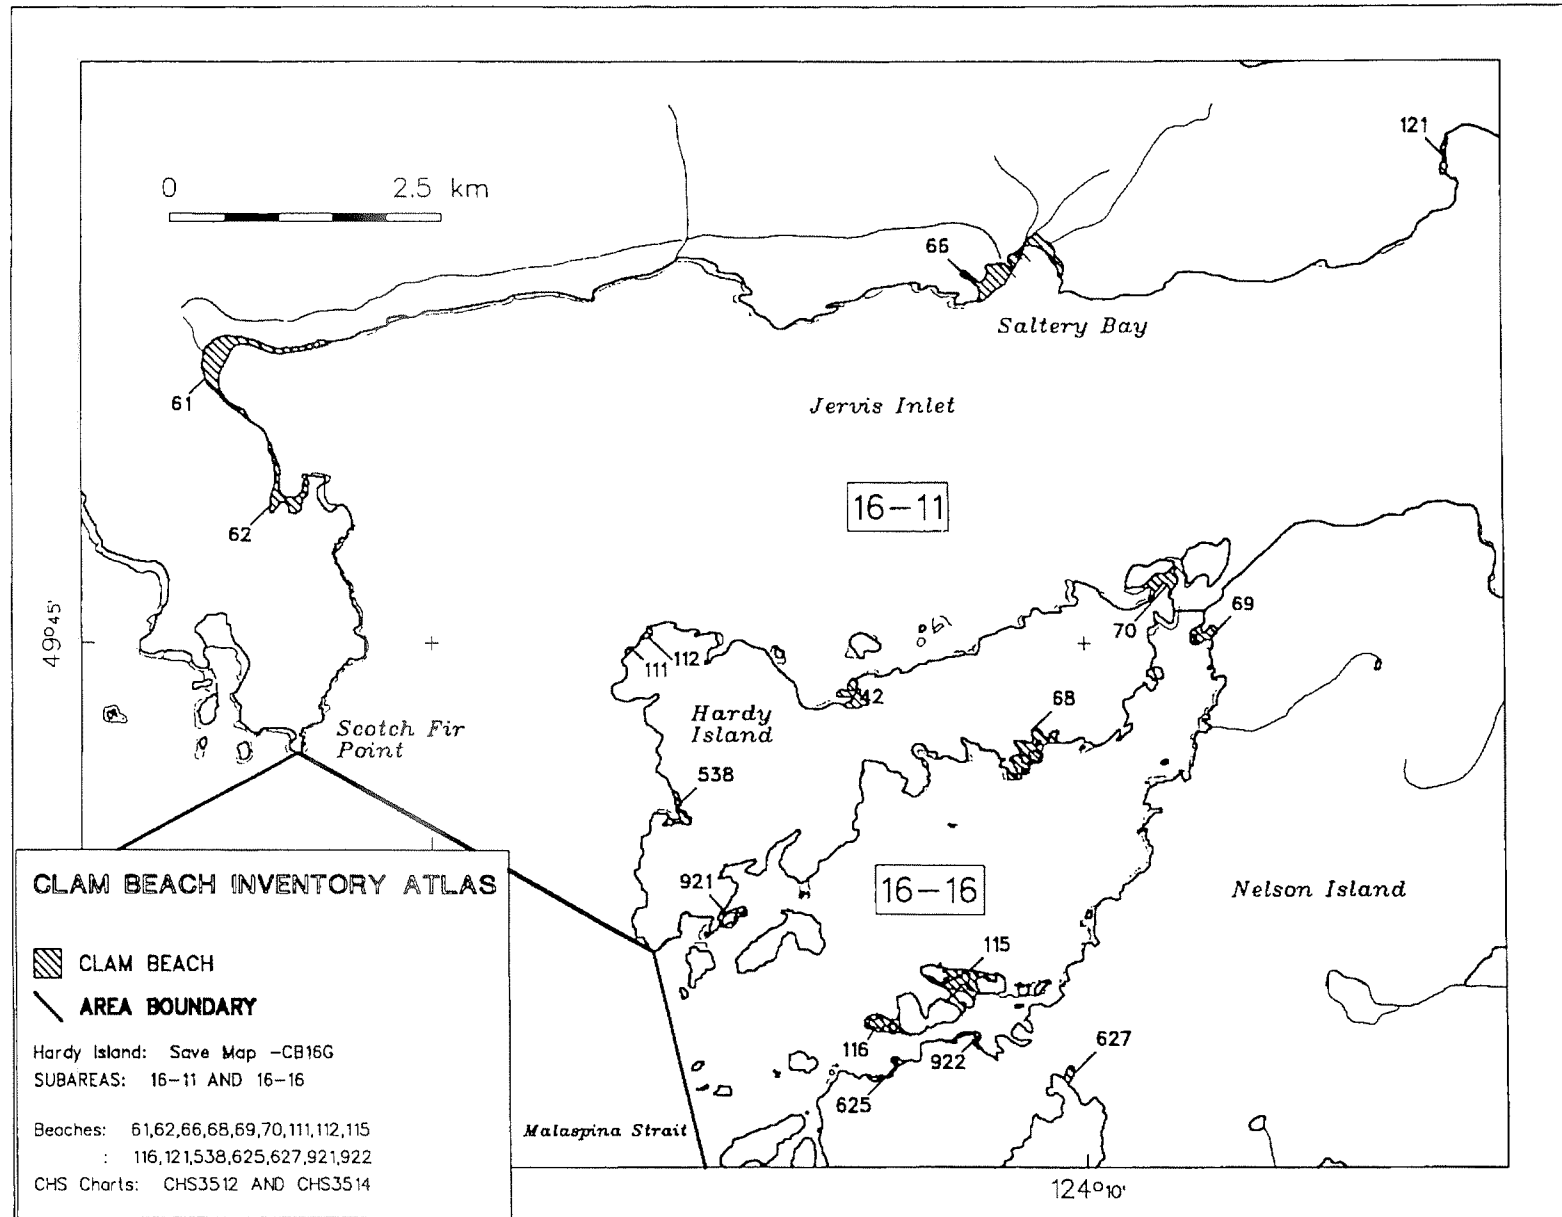 121
0 2.5 km
66
Saltery Bay
61
Jervis Inlet
16-11
62
49°45'
61
70
69
111
112
42
Hardy
Island
68
Scotch Fir
Point
538
921
16-16
Nelson Island
115
116
922
627
625
Malaspina Strait
124°10'
CLAM BEACH INVENTORY ATLAS
CLAM BEACH
AREA BOUNDARY
Hardy Island: Save Map -CB16G
SUBAREAS: 16-11 AND 16-16
Beaches: 61,62,66,68,69,70,111,112,115
: 116,121,538,625,627,921,922
CHS Charts: CHS3512 AND CHS3514